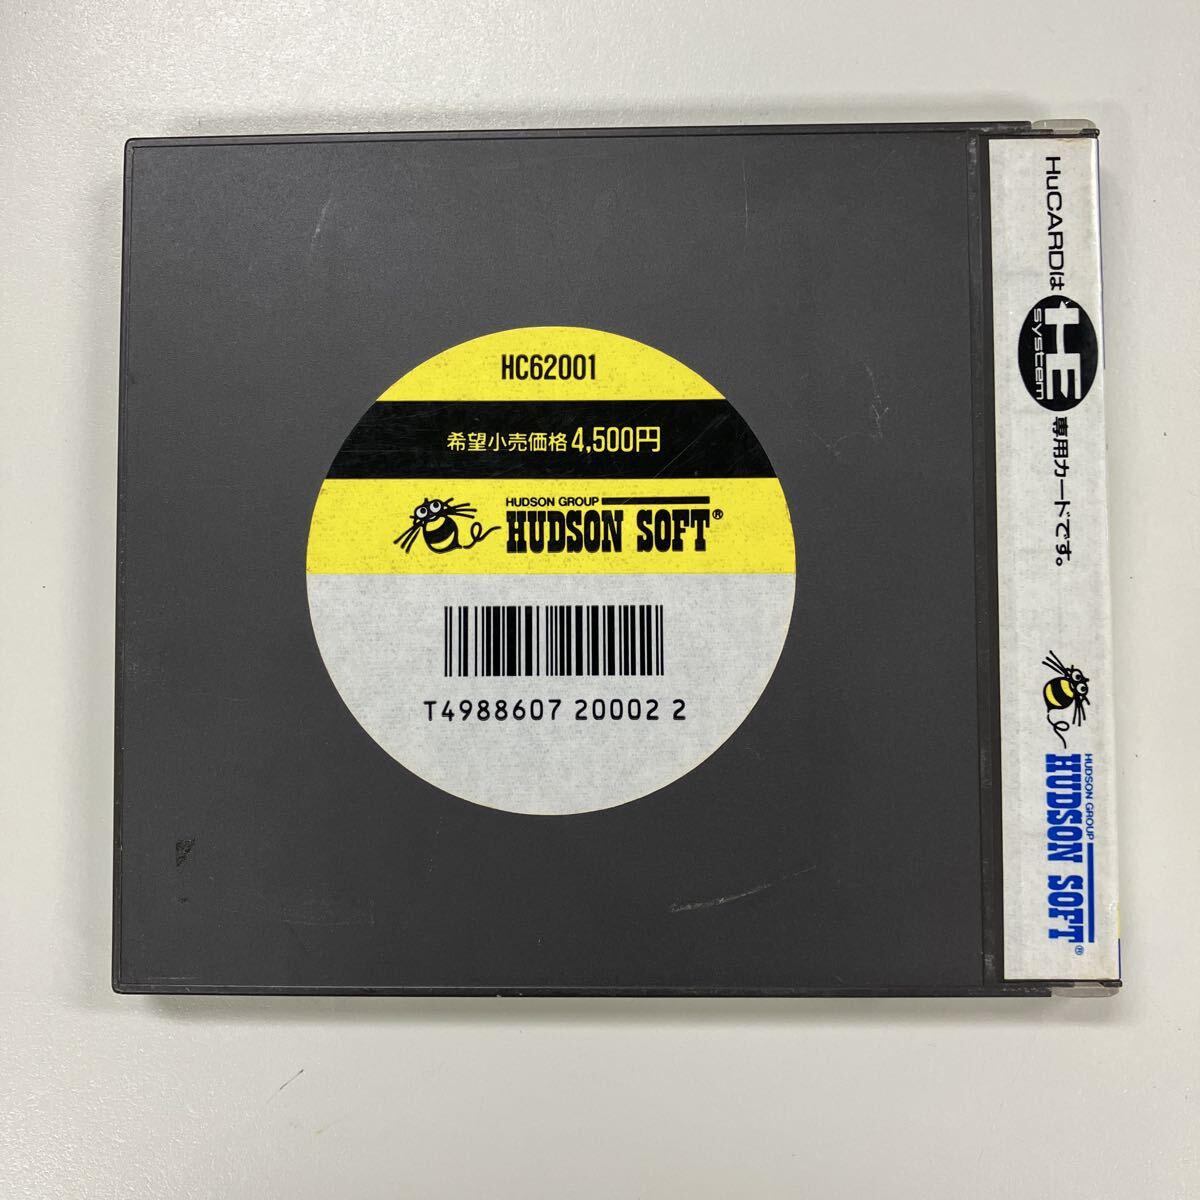 HC62001
希望小売価格4,500円
HUDSON GROUP
HUDSON SOFT®
T4988607 20002 2
HuCARDは
HE
system
専用カードです。
HUDSON GROUP
HUDSON SOFT®